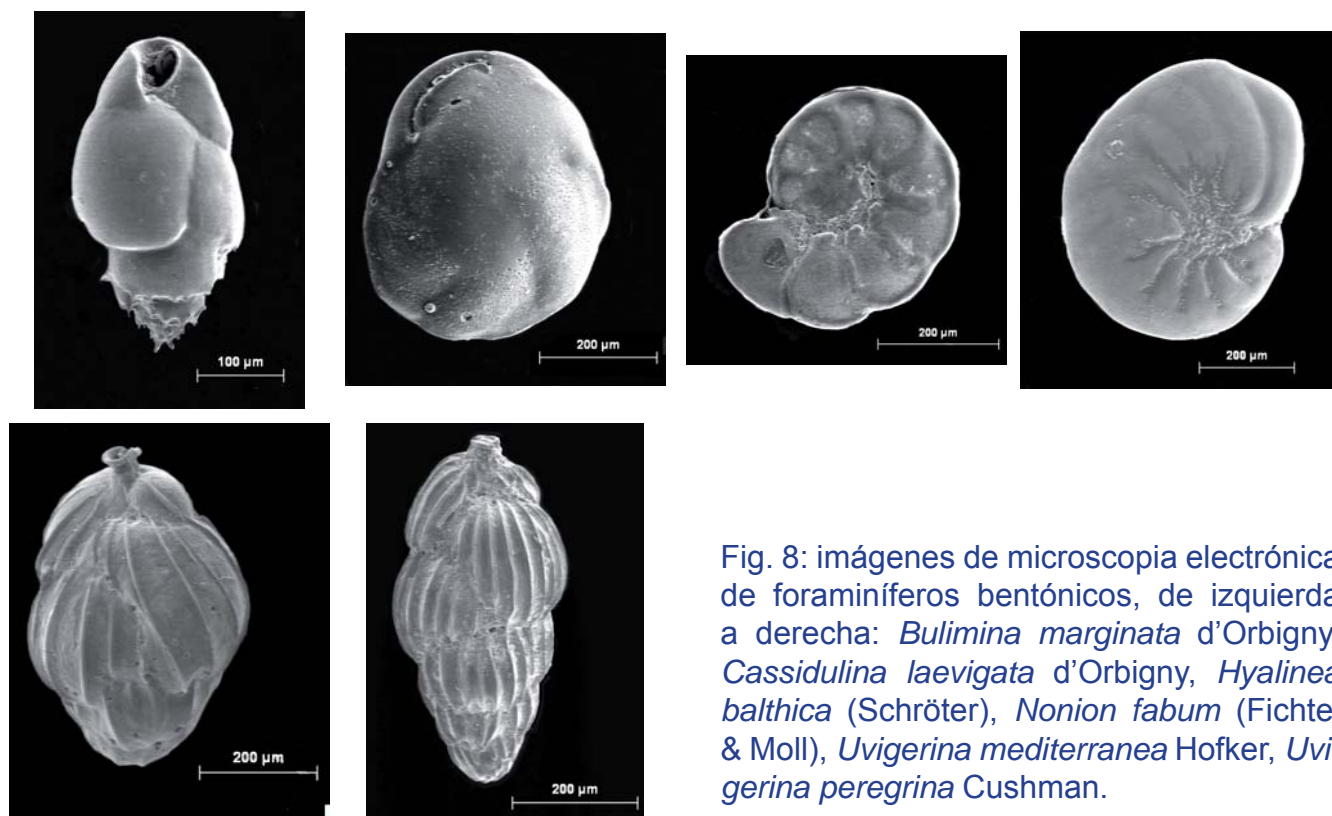 100 µm
200 µm
200 µm
200 µm
200 µm
200 µm
Fig. 8: imágenes de microscopia electrónica
de foraminíferos bentónicos, de izquierda
a derecha: Bulimina marginata d’Orbigny,
Cassidulina laevigata d’Orbigny, Hyalinea
balthica (Schröter), Nonion fabum (Fichtel
& Moll), Uvigerina mediterranea Hofker, Uvi-
gerina peregrina Cushman.